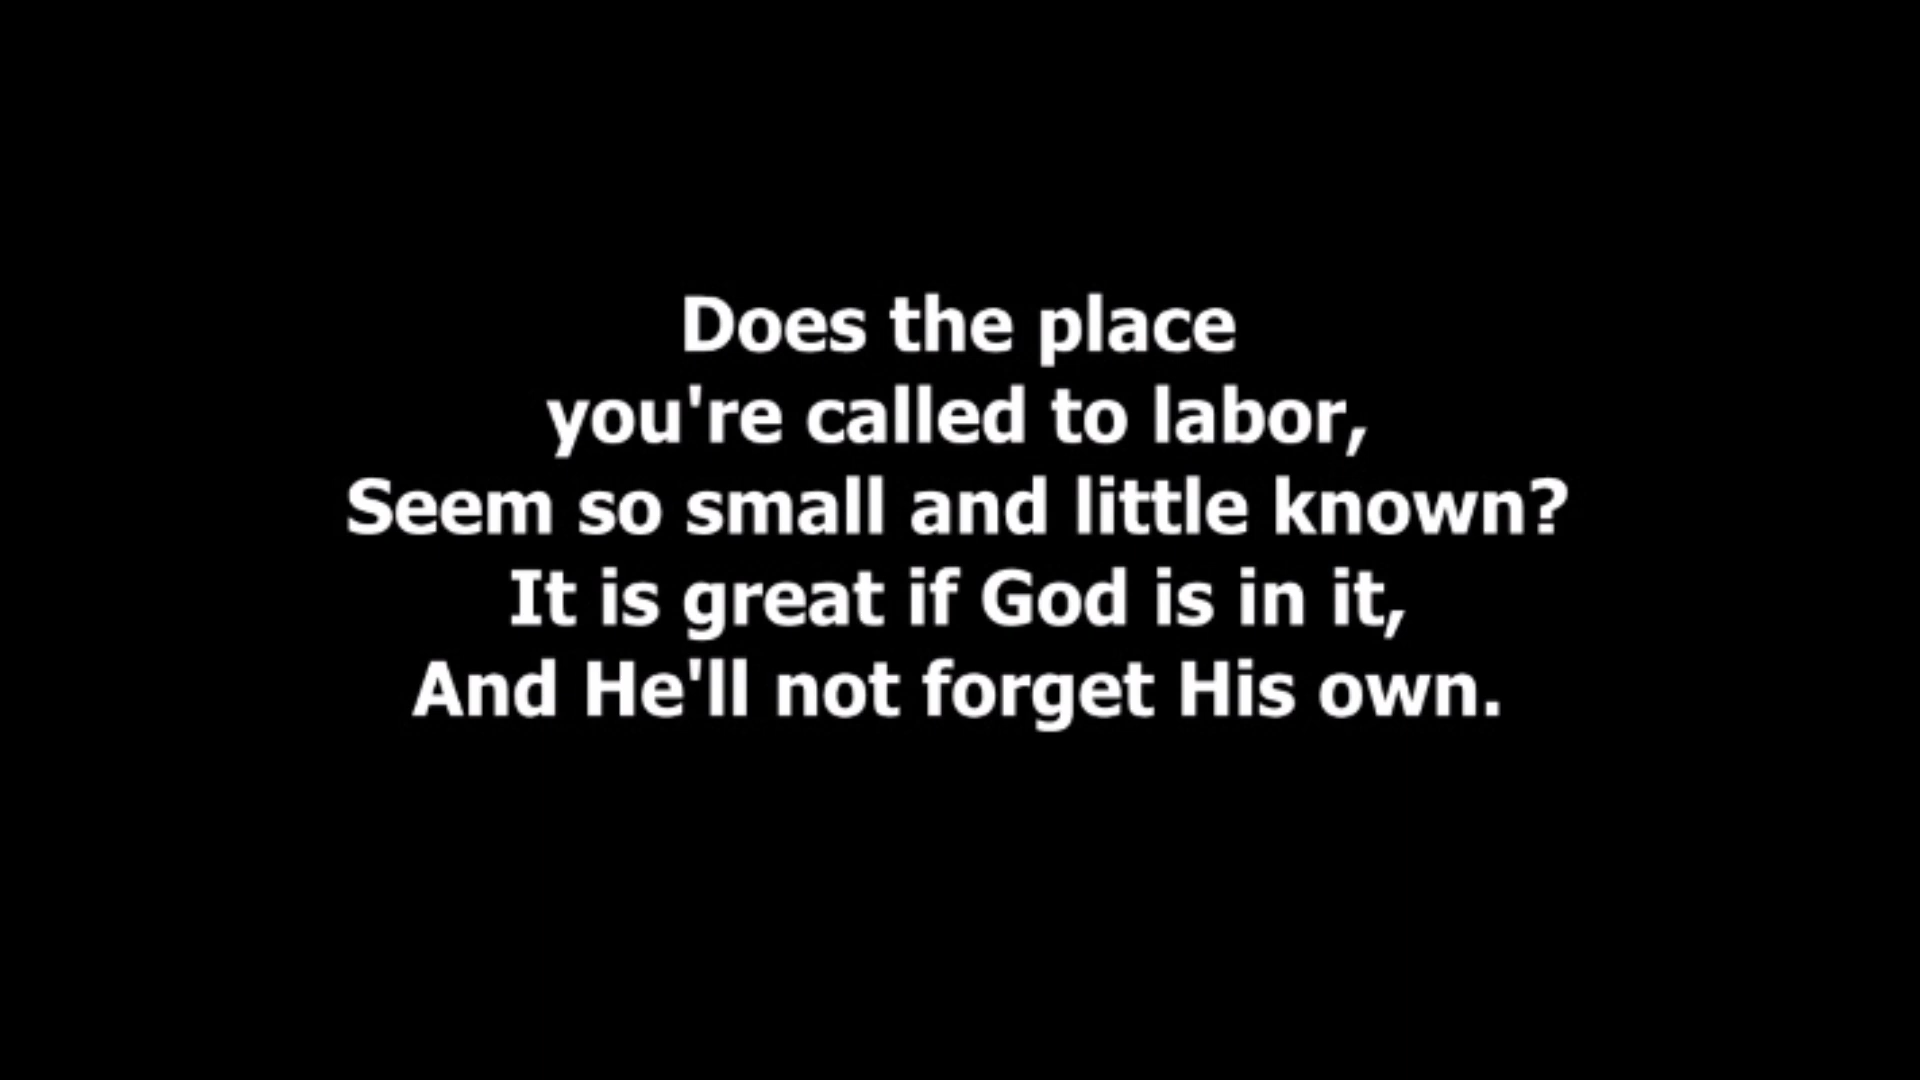 Does the place
you're called to labor,
Seem so small and little known?
It is great if God is in it,
And He'll not forget His own.